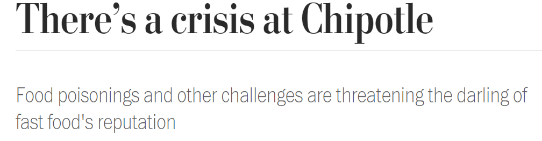 There’s a crisis at Chipotle
Food poisonings and other challenges are threatening the darling of
fast food's reputation